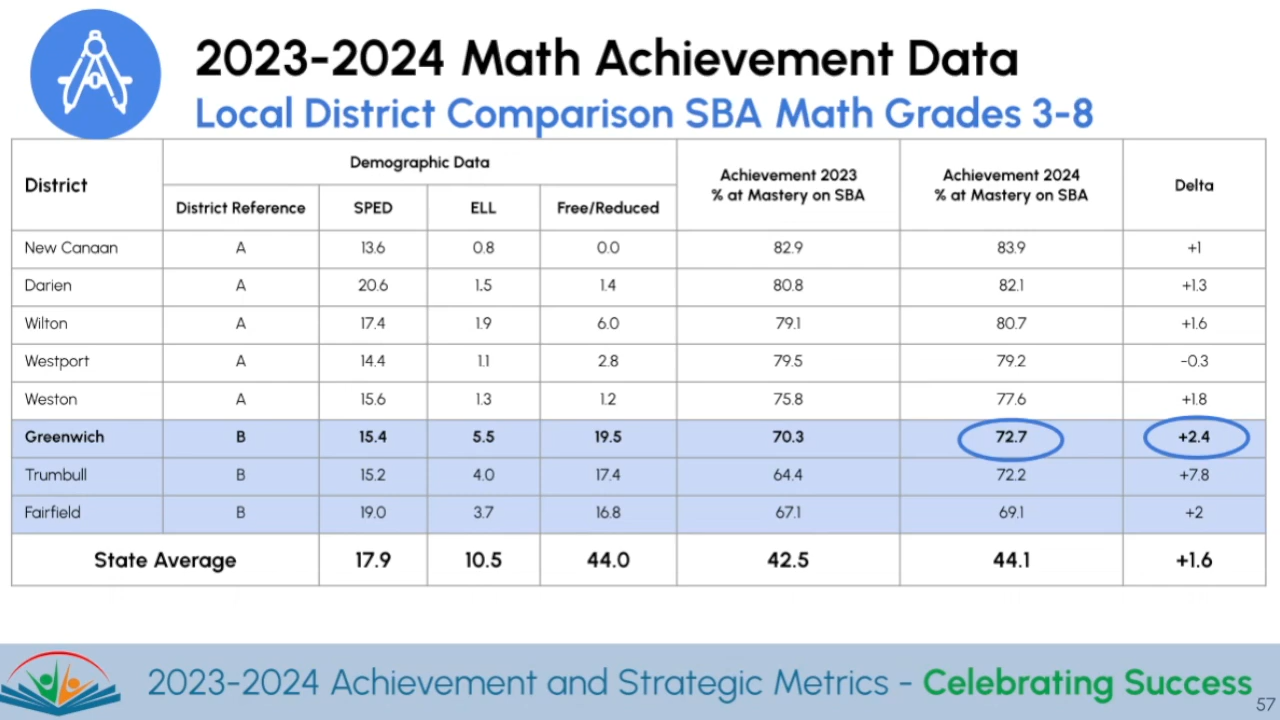 2023-2024 Math Achievement Data
Local District Comparison SBA Math Grades 3-8
District
Demographic Data
Achievement 2023
% at Mastery on SBA
Achievement 2024
% at Mastery on SBA
Delta
District Reference SPED ELL Free/Reduced
New Canaan A 13.6 0.8 0.0 82.9 83.9 +1
Darien A 20.6 1.5 1.4 80.8 82.1 +1.3
Wilton A 17.4 1.9 6.0 79.1 80.7 +1.6
Westport A 14.4 1.1 2.8 79.5 79.2 -0.3
Weston A 15.6 1.3 1.2 75.8 77.6 +1.8
Greenwich B 15.4 5.5 19.5 70.3 72.7 +2.4
Trumbull B 15.2 4.0 17.4 64.4 72.2 +7.8
Fairfield B 19.0 3.7 16.8 67.1 69.1 +2
State Average 17.9 10.5 44.0 42.5 44.1 +1.6
2023-2024 Achievement and Strategic Metrics - Celebrating Success
57